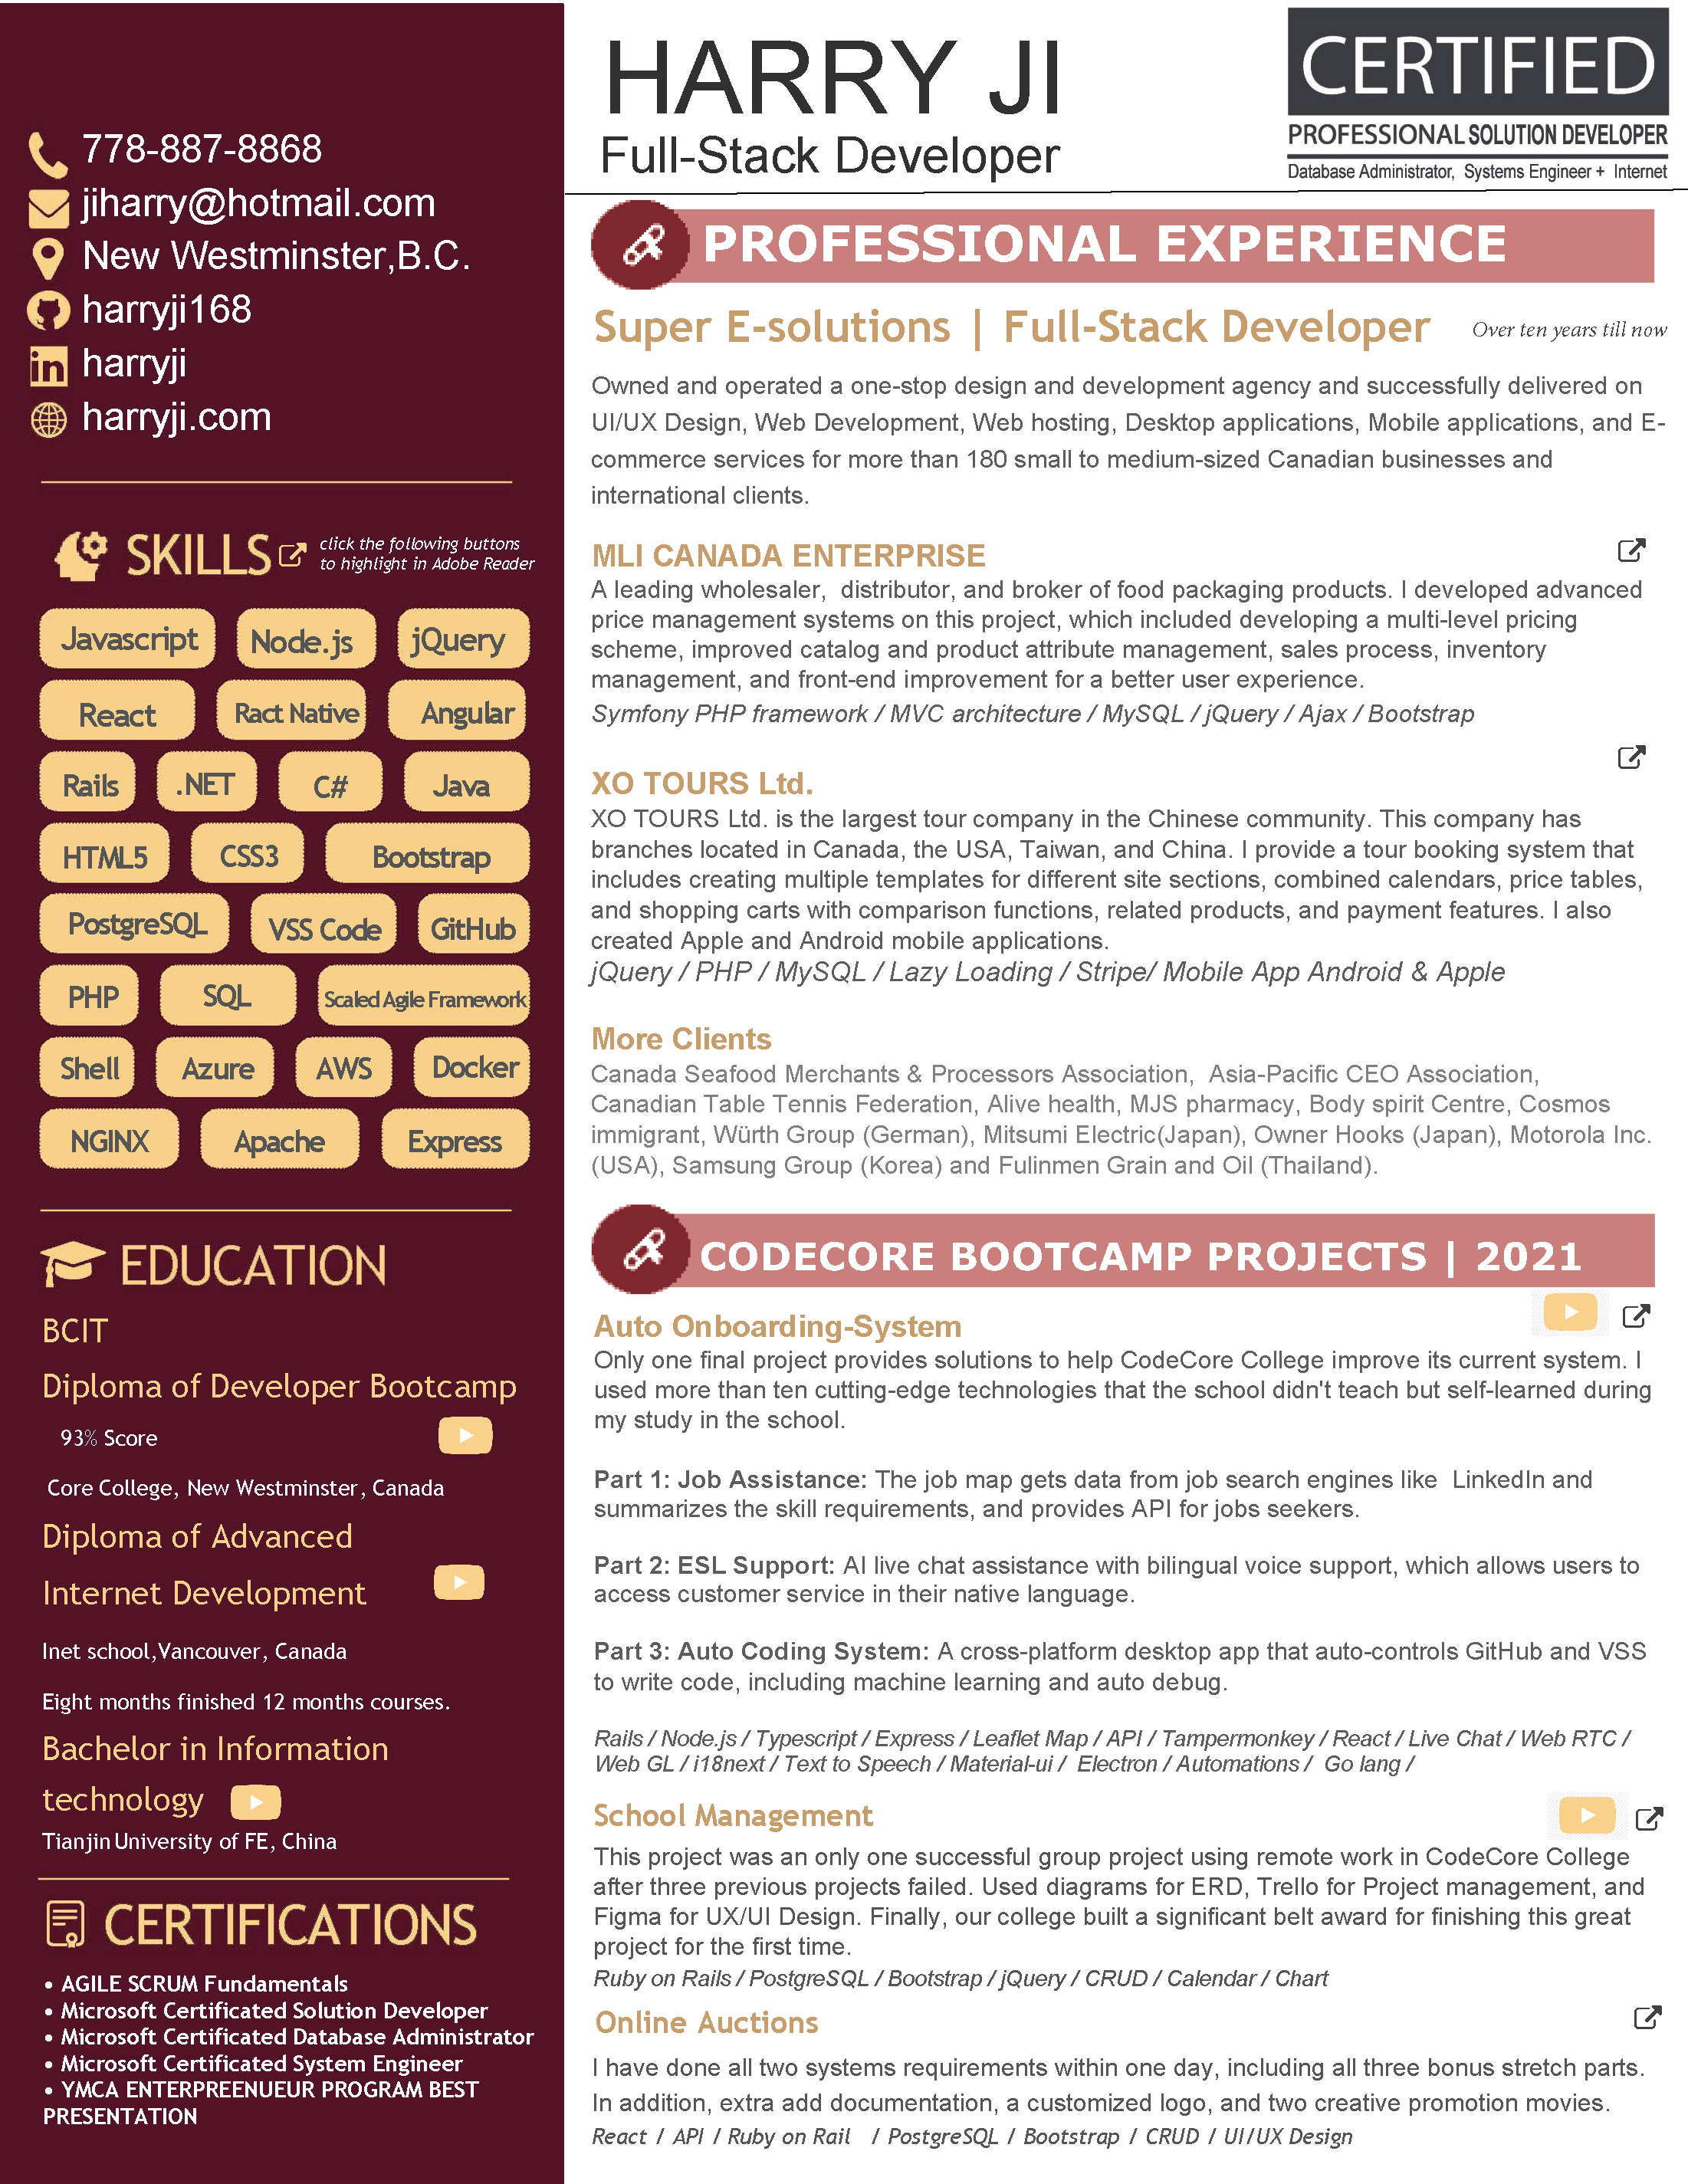 HARRY JI
Full-Stack Developer
CERTIFIED
PROFESSIONAL SOLUTION DEVELOPER
Database Administrator, Systems Engineer + Internet
778-887-8868
jiharry@hotmail.com
New Westminster,B.C.
harryji168
in harryji
harryji.com
SKILLS
click the following buttons
to highlight in Adobe Reader
Javascript Node.js jQuery
React Ract Native Angular
Rails .NET C# Java
HTML5 CSS3 Bootstrap
PostgreSQL VSS Code GitHub
PHP SQL Scaled Agile Framework
Shell Azure AWS Docker
NGINX Apache Express
EDUCATION
BCIT
Diploma of Developer Bootcamp
93% Score
Core College, New Westminster, Canada
Diploma of Advanced
Internet Development
Inet school,Vancouver, Canada
Eight months finished 12 months courses.
Bachelor in Information
technology
Tianjin University of FE, China
CERTIFICATIONS
• AGILE SCRUM Fundamentals
• Microsoft Certificated Solution Developer
• Microsoft Certificated Database Administrator
• Microsoft Certificated System Engineer
• YMCA ENTERPREENUEUR PROGRAM BEST
PRESENTATION
PROFESSIONAL EXPERIENCE
Super E-solutions | Full-Stack Developer Over ten years till now
Owned and operated a one-stop design and development agency and successfully delivered on
UI/UX Design, Web Development, Web hosting, Desktop applications, Mobile applications, and E-
commerce services for more than 180 small to medium-sized Canadian businesses and
international clients.
MLI CANADA ENTERPRISE
A leading wholesaler, distributor, and broker of food packaging products. I developed advanced
price management systems on this project, which included developing a multi-level pricing
scheme, improved catalog and product attribute management, sales process, inventory
management, and front-end improvement for a better user experience.
Symfony PHP framework / MVC architecture / MySQL / jQuery / Ajax / Bootstrap
XO TOURS Ltd.
XO TOURS Ltd. is the largest tour company in the Chinese community. This company has
branches located in Canada, the USA, Taiwan, and China. I provide a tour booking system that
includes creating multiple templates for different site sections, combined calendars, price tables,
and shopping carts with comparison functions, related products, and payment features. I also
created Apple and Android mobile applications.
jQuery / PHP / MySQL / Lazy Loading / Stripe/ Mobile App Android & Apple
More Clients
Canada Seafood Merchants & Processors Association, Asia-Pacific CEO Association,
Canadian Table Tennis Federation, Alive health, MJS pharmacy, Body spirit Centre, Cosmos
immigrant, Würth Group (German), Mitsumi Electric(Japan), Owner Hooks (Japan), Motorola Inc.
(USA), Samsung Group (Korea) and Fulinmen Grain and Oil (Thailand).
CODECORE BOOTCAMP PROJECTS | 2021
Auto Onboarding-System
Only one final project provides solutions to help CodeCore College improve its current system. I
used more than ten cutting-edge technologies that the school didn't teach but self-learned during
my study in the school.
Part 1: Job Assistance: The job map gets data from job search engines like LinkedIn and
summarizes the skill requirements, and provides API for jobs seekers.
Part 2: ESL Support: AI live chat assistance with bilingual voice support, which allows users to
access customer service in their native language.
Part 3: Auto Coding System: A cross-platform desktop app that auto-controls GitHub and VSS
to write code, including machine learning and auto debug.
Rails / Node.js / Typescript / Express / Leaflet Map / API / Tampermonkey / React / Live Chat / Web RTC /
Web GL / i18next / Text to Speech / Material-ui / Electron / Automations / Go lang /
School Management
This project was an only one successful group project using remote work in CodeCore College
after three previous projects failed. Used diagrams for ERD, Trello for Project management, and
Figma for UX/UI Design. Finally, our college built a significant belt award for finishing this great
project for the first time.
Ruby on Rails / PostgreSQL / Bootstrap / jQuery / CRUD / Calendar / Chart
Online Auctions
I have done all two systems requirements within one day, including all three bonus stretch parts.
In addition, extra add documentation, a customized logo, and two creative promotion movies.
React / API / Ruby on Rail / PostgreSQL / Bootstrap / CRUD / UI/UX Design